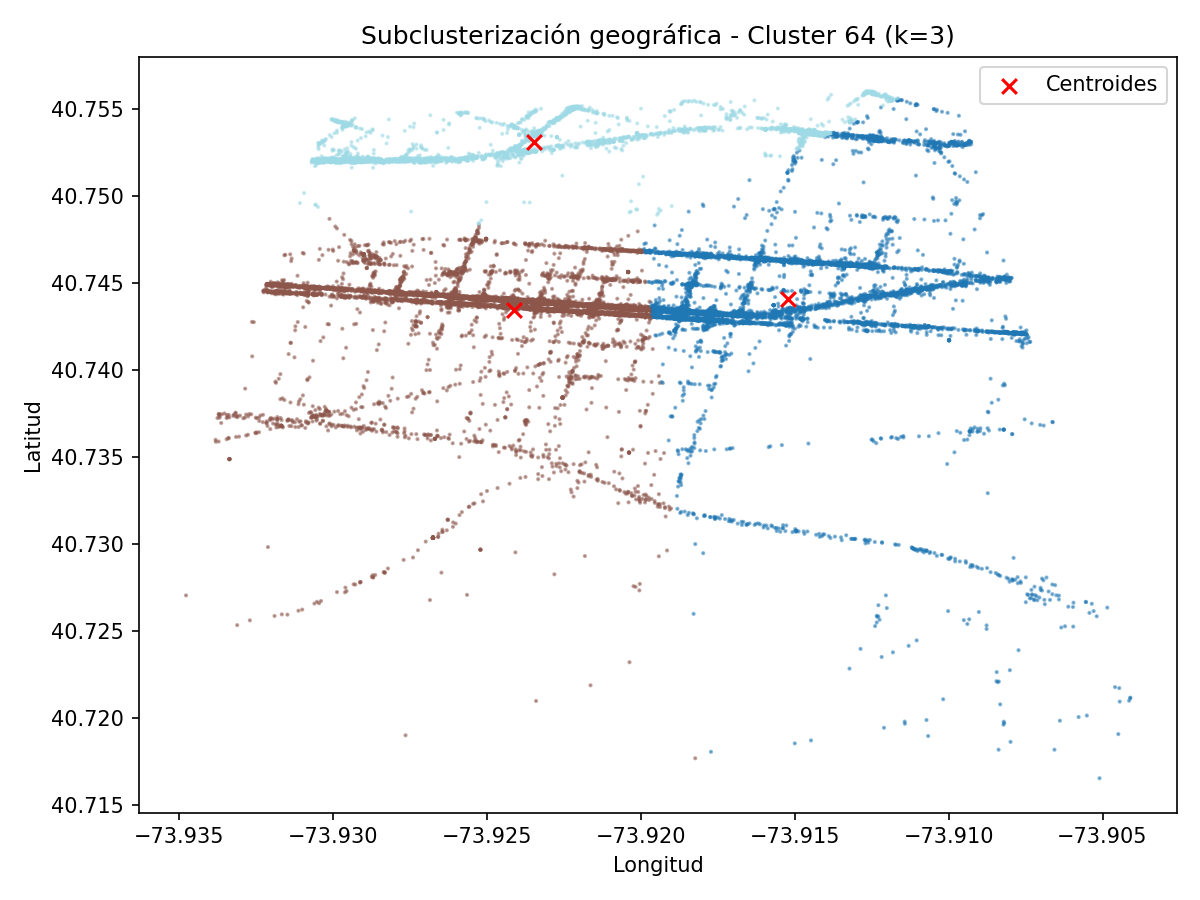 Subclusterización geográfica - Cluster 64 (k=3)
Centroides
40.755
40.750
40.745
40.740
40.735
40.730
40.725
40.720
40.715
Latitud
−73.935 −73.930 −73.925 −73.920 −73.915 −73.910 −73.905
Longitud